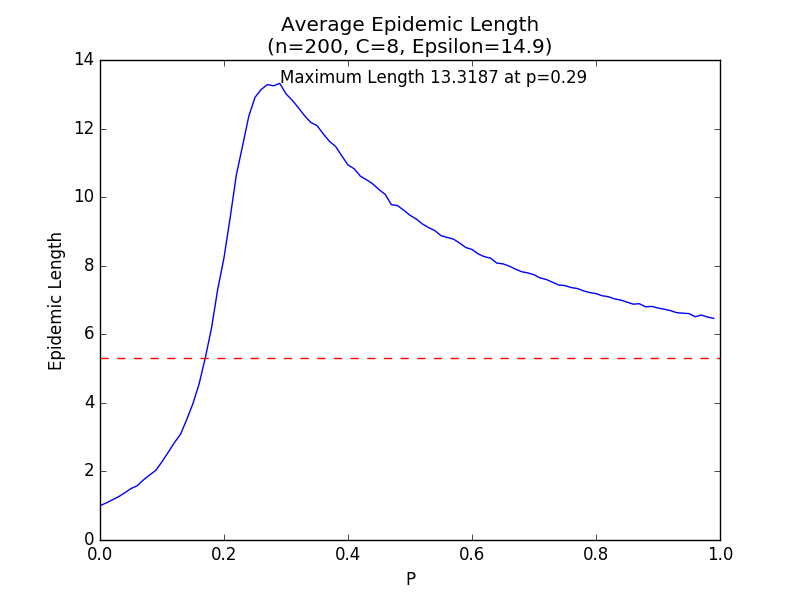 Average Epidemic Length
(n=200, C=8, Epsilon=14.9)
14
Maximum Length 13.3187 at p=0.29
12
10
8
6
4
2
0
Epidemic Length
0.0 0.2 0.4 0.6 0.8 1.0
P